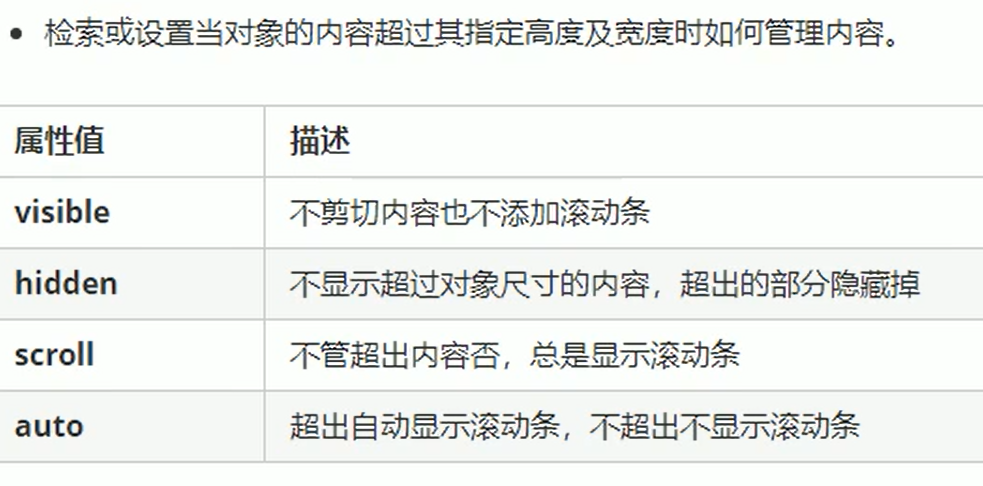 检索或设置当对象的内容超过其指定高度及宽度时如何管理内容。
属性值 描述
visible 不剪切内容也不添加滚动条
hidden 不显示超过对象尺寸的内容，超出的部分隐藏掉
scroll 不管超出内容否，总是显示滚动条
auto 超出自动显示滚动条，不超出不显示滚动条